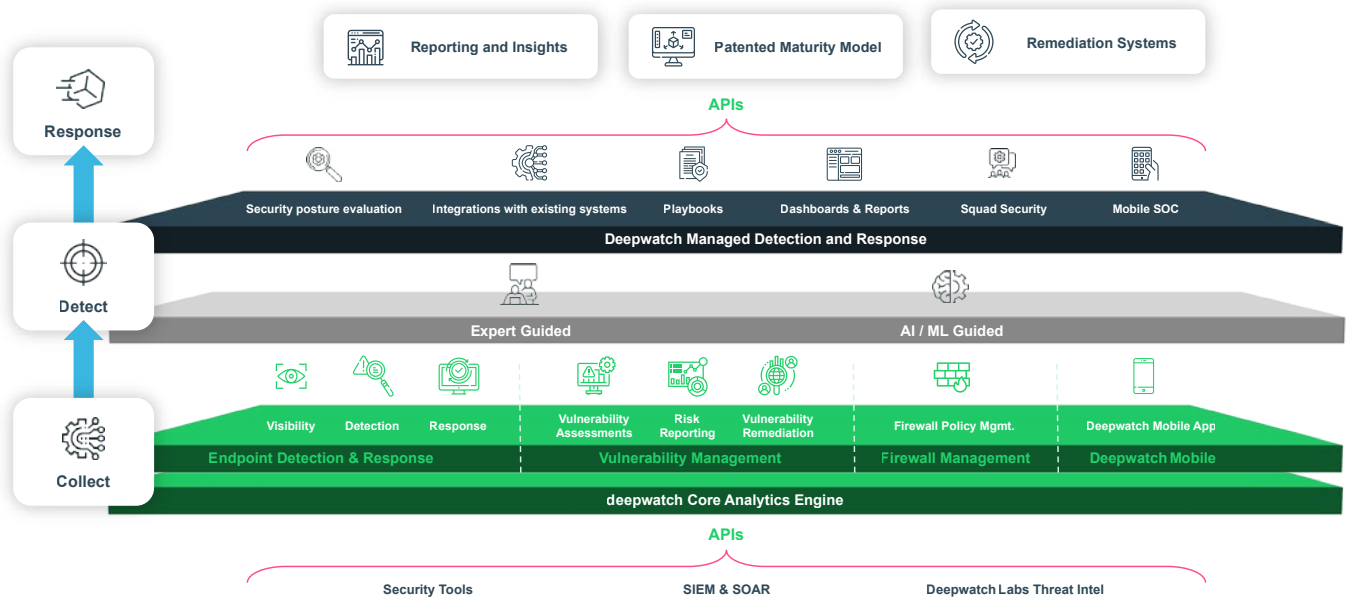 Reporting and Insights
Patented Maturity Model
Remediation Systems
Response
APIs
Security posture evaluation
Integrations with existing systems
Playbooks
Dashboards & Reports
Squad Security
Mobile SOC
Deepwatch Managed Detection and Response
Detect
Expert Guided
AI / ML Guided
Visibility
Detection
Response
Vulnerability
Assessments
Risk
Reporting
Vulnerability
Remediation
Firewall Policy Mgmt.
Deepwatch Mobile App
Endpoint Detection & Response
Vulnerability Management
Firewall Management
Deepwatch Mobile
Collect
deepwatch Core Analytics Engine
APIs
Security Tools
SIEM & SOAR
Deepwatch Labs Threat Intel